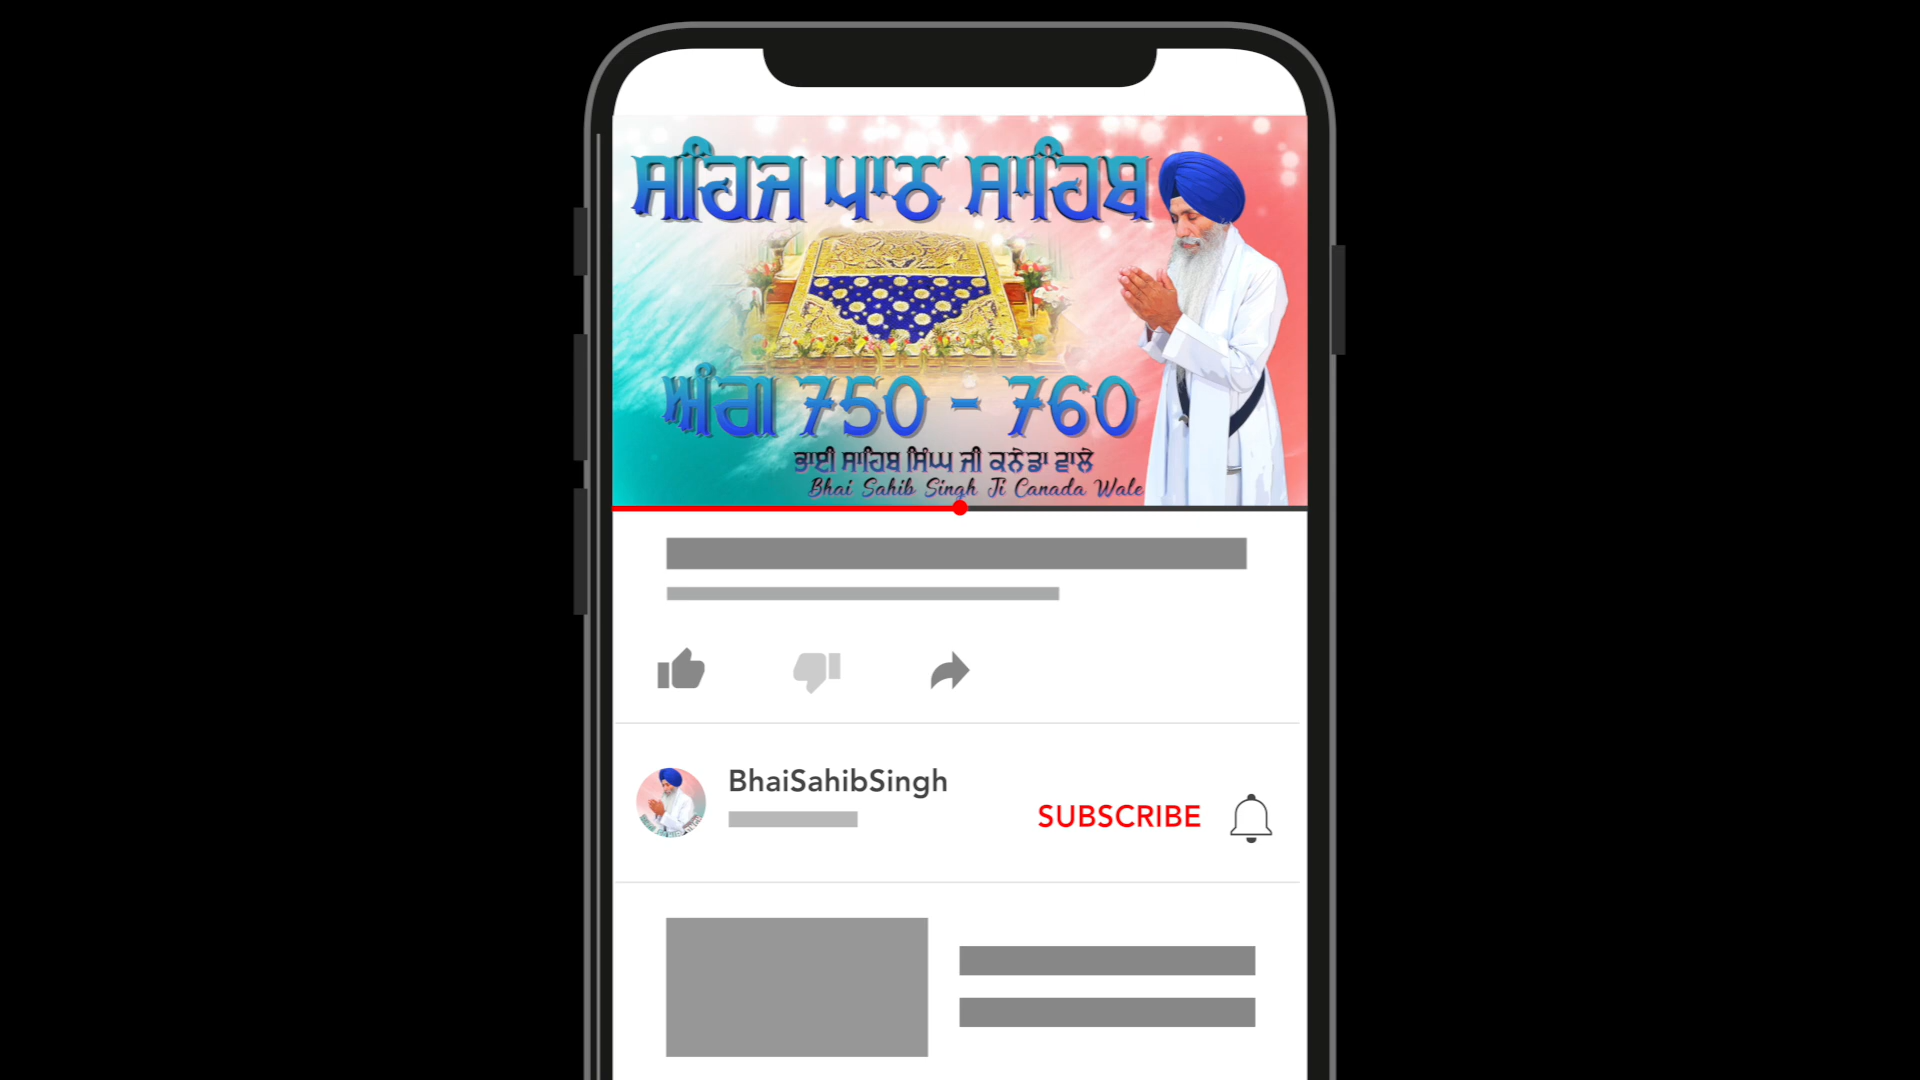 ਸਹਿਜ ਪਾਠ ਸਾਹਿਬ
ਅੰਗ 750 - 760
ਭਾਈ ਸਾਹਿਬ ਸਿੰਘ ਜੀ ਕਨੇਡਾ ਵਾਲੇ
Bhai Sahib Singh Ji Canada Wale
BhaiSahibSingh
SUBSCRIBE